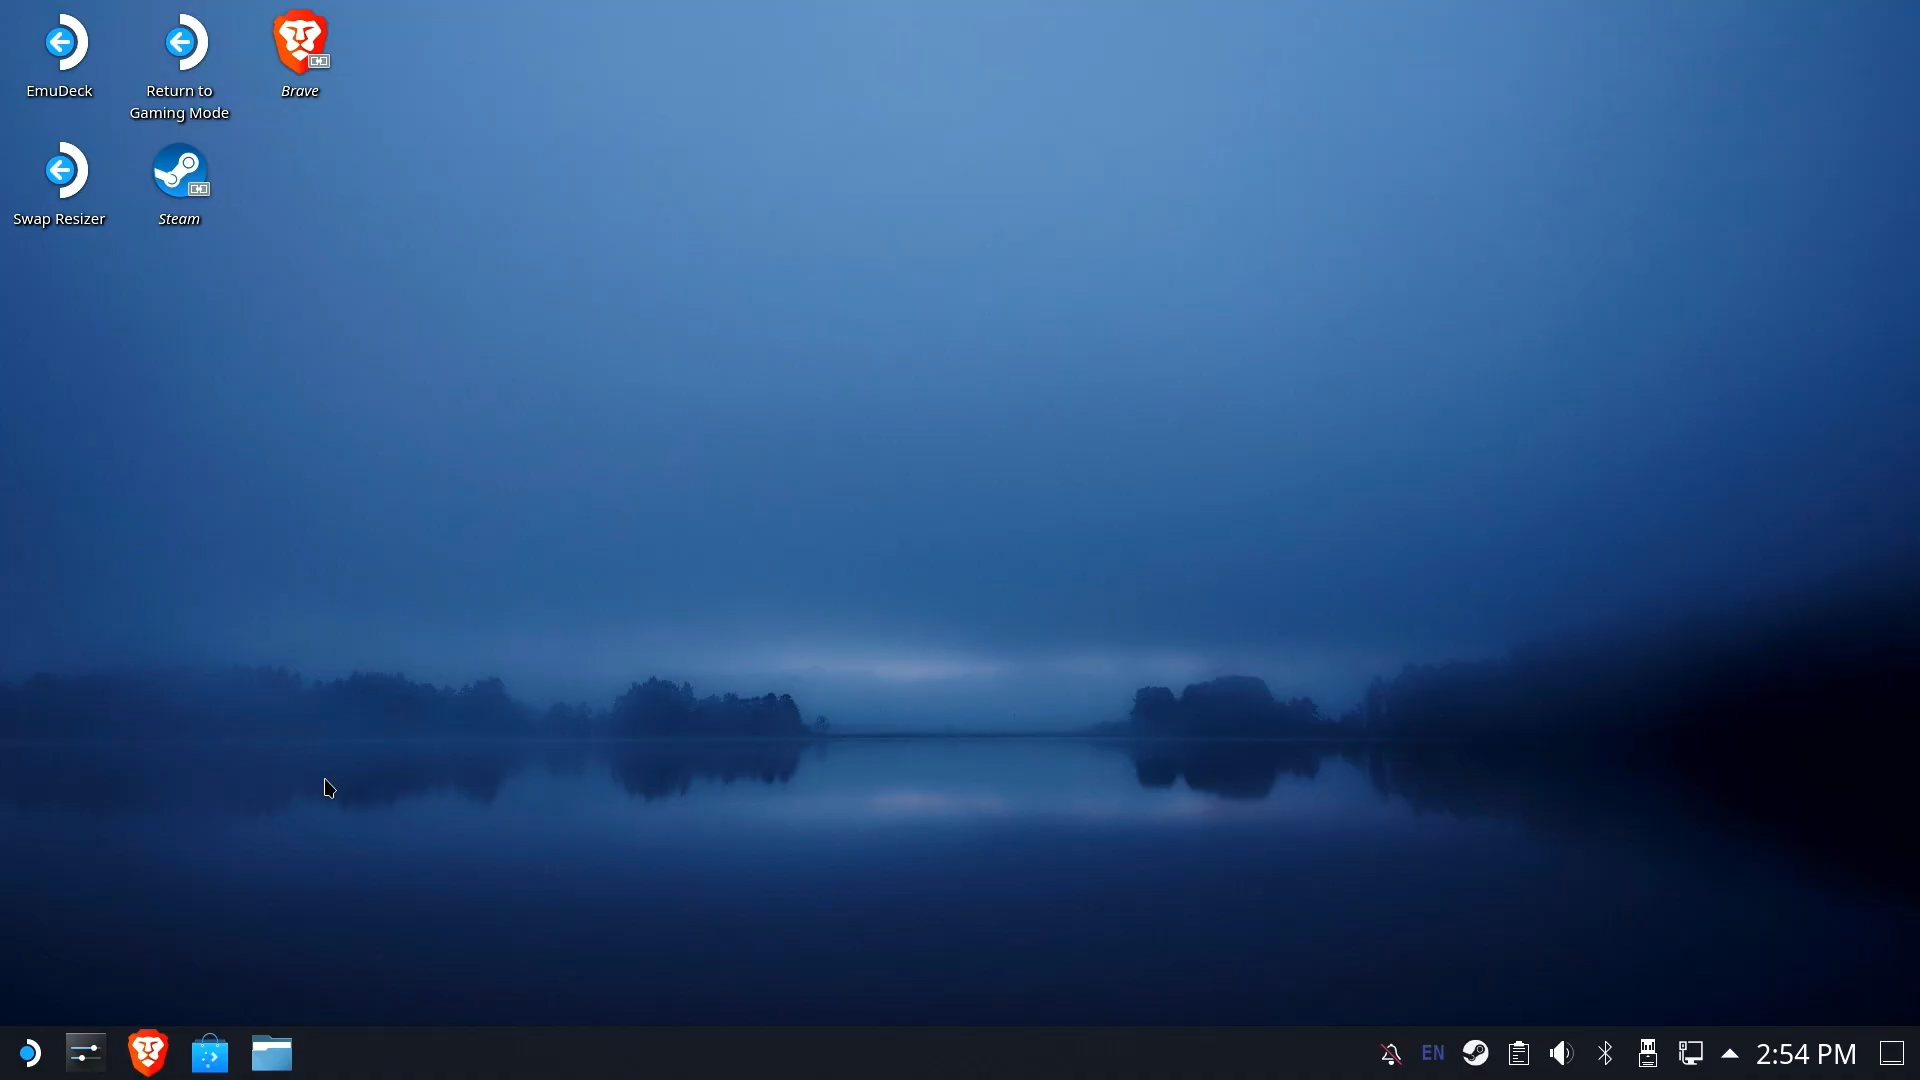 EmuDeck
Return to
Gaming Mode
Brave
Swap Resizer
Steam
EN
2:54 PM